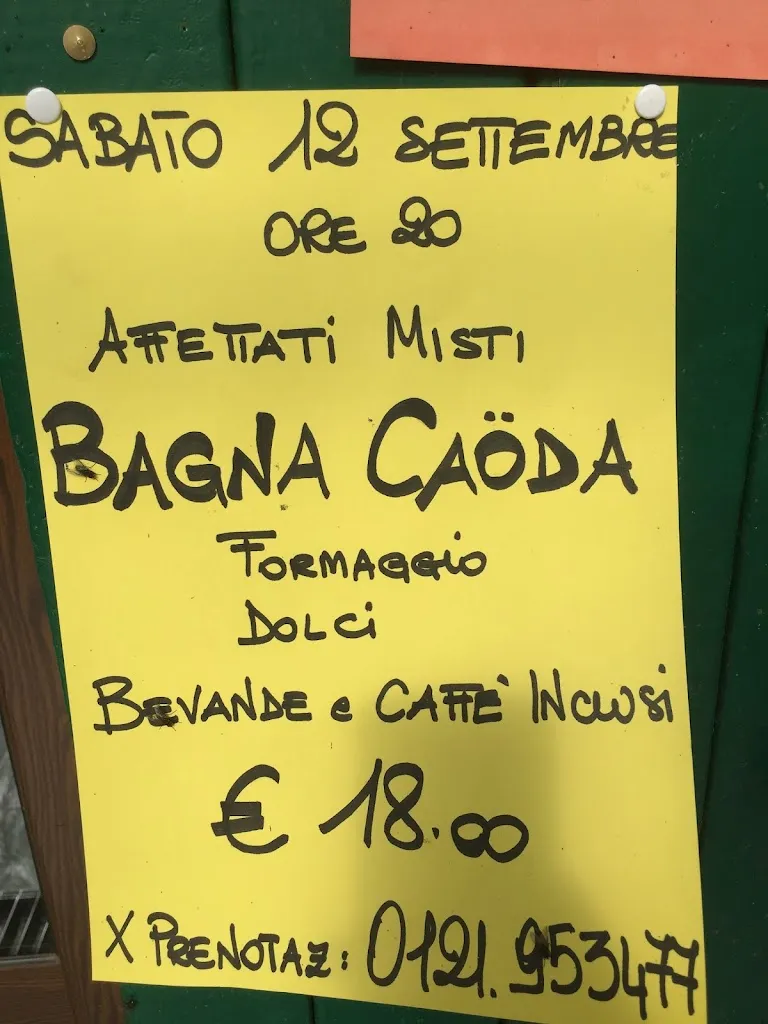 SABATO 12 SETTEMBRE
ORE 20
AFFETTATI MISTI
BAGNA CAÖDA
FORMAGGIO
DOLCI
BEVANDE e CAFFE' INCLUSI
€ 18.00
X PRENOTAZ: 0121.953477